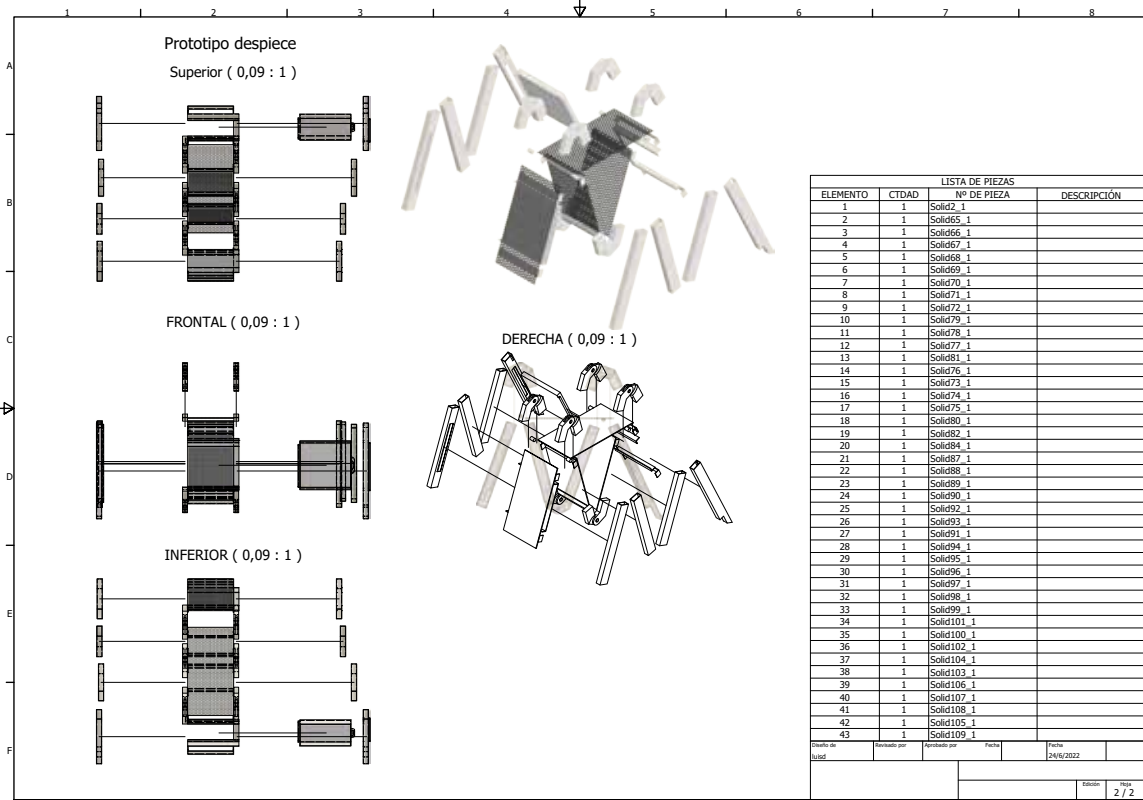 1 2 3 4 5 6 7 8
A
B
C
D
E
F
Prototipo despiece
Superior ( 0,09 : 1 )
FRONTAL ( 0,09 : 1 )
DERECHA ( 0,09 : 1 )
INFERIOR ( 0,09 : 1 )
LISTA DE PIEZAS
ELEMENTO CTDAD Nº DE PIEZA DESCRIPCIÓN
1 1 Solid2_1
2 1 Solid65_1
3 1 Solid66_1
4 1 Solid67_1
5 1 Solid68_1
6 1 Solid69_1
7 1 Solid70_1
8 1 Solid71_1
9 1 Solid72_1
10 1 Solid79_1
11 1 Solid78_1
12 1 Solid77_1
13 1 Solid81_1
14 1 Solid76_1
15 1 Solid73_1
16 1 Solid74_1
17 1 Solid75_1
18 1 Solid80_1
19 1 Solid82_1
20 1 Solid84_1
21 1 Solid87_1
22 1 Solid88_1
23 1 Solid89_1
24 1 Solid90_1
25 1 Solid92_1
26 1 Solid93_1
27 1 Solid91_1
28 1 Solid94_1
29 1 Solid95_1
30 1 Solid96_1
31 1 Solid97_1
32 1 Solid98_1
33 1 Solid99_1
34 1 Solid101_1
35 1 Solid100_1
36 1 Solid102_1
37 1 Solid104_1
38 1 Solid103_1
39 1 Solid106_1
40 1 Solid107_1
41 1 Solid108_1
42 1 Solid105_1
43 1 Solid109_1
Diseño de Revisado por Aprobado por Fecha Fecha
luisd 24/6/2022
Edición Hoja
2 / 2